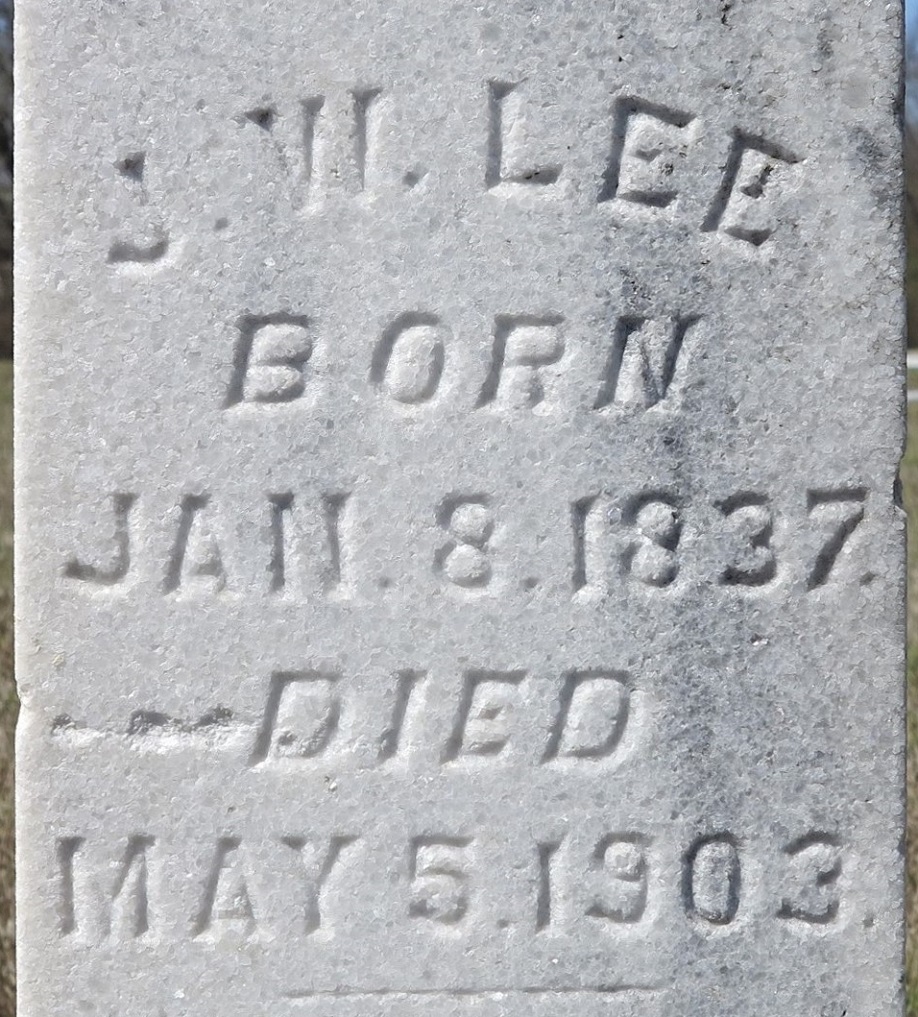 J. W. LEE
BORN
JAN. 8. 1837.
DIED
MAY 5. 1903.